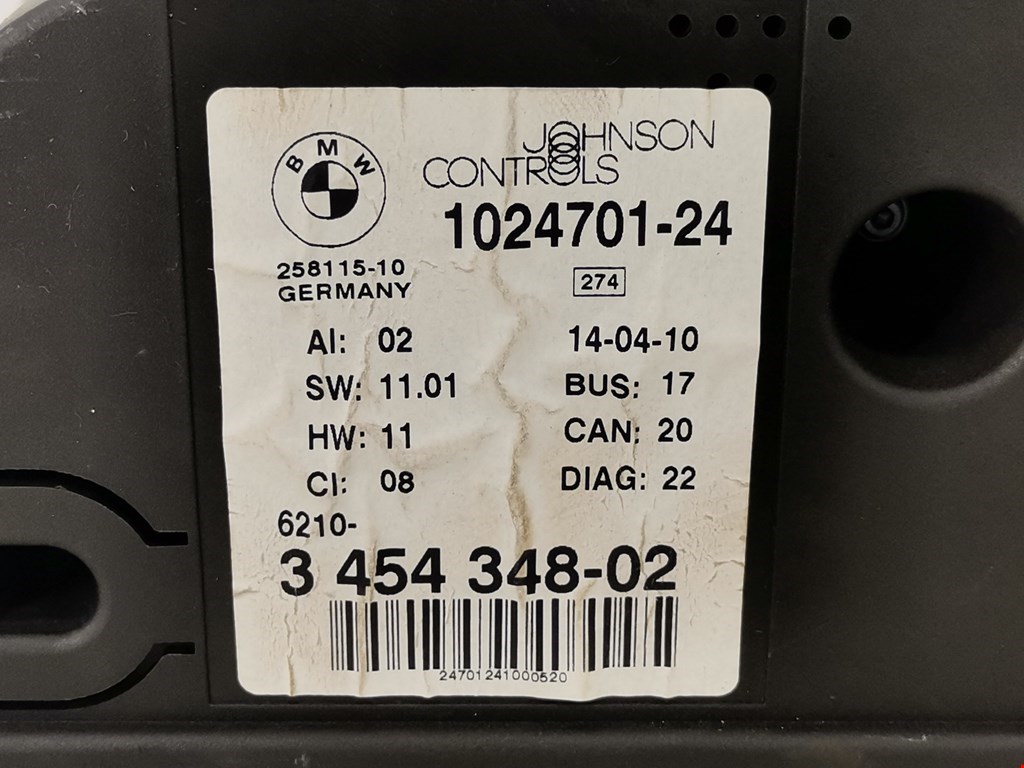 BMW
JOHNSON
CONTROLS
1024701-24
258115-10
GERMANY
274
AI: 02
14-04-10
SW: 11.01
BUS: 17
HW: 11
CAN: 20
CI: 08
DIAG: 22
6210-
3 454 348-02
24701241000520